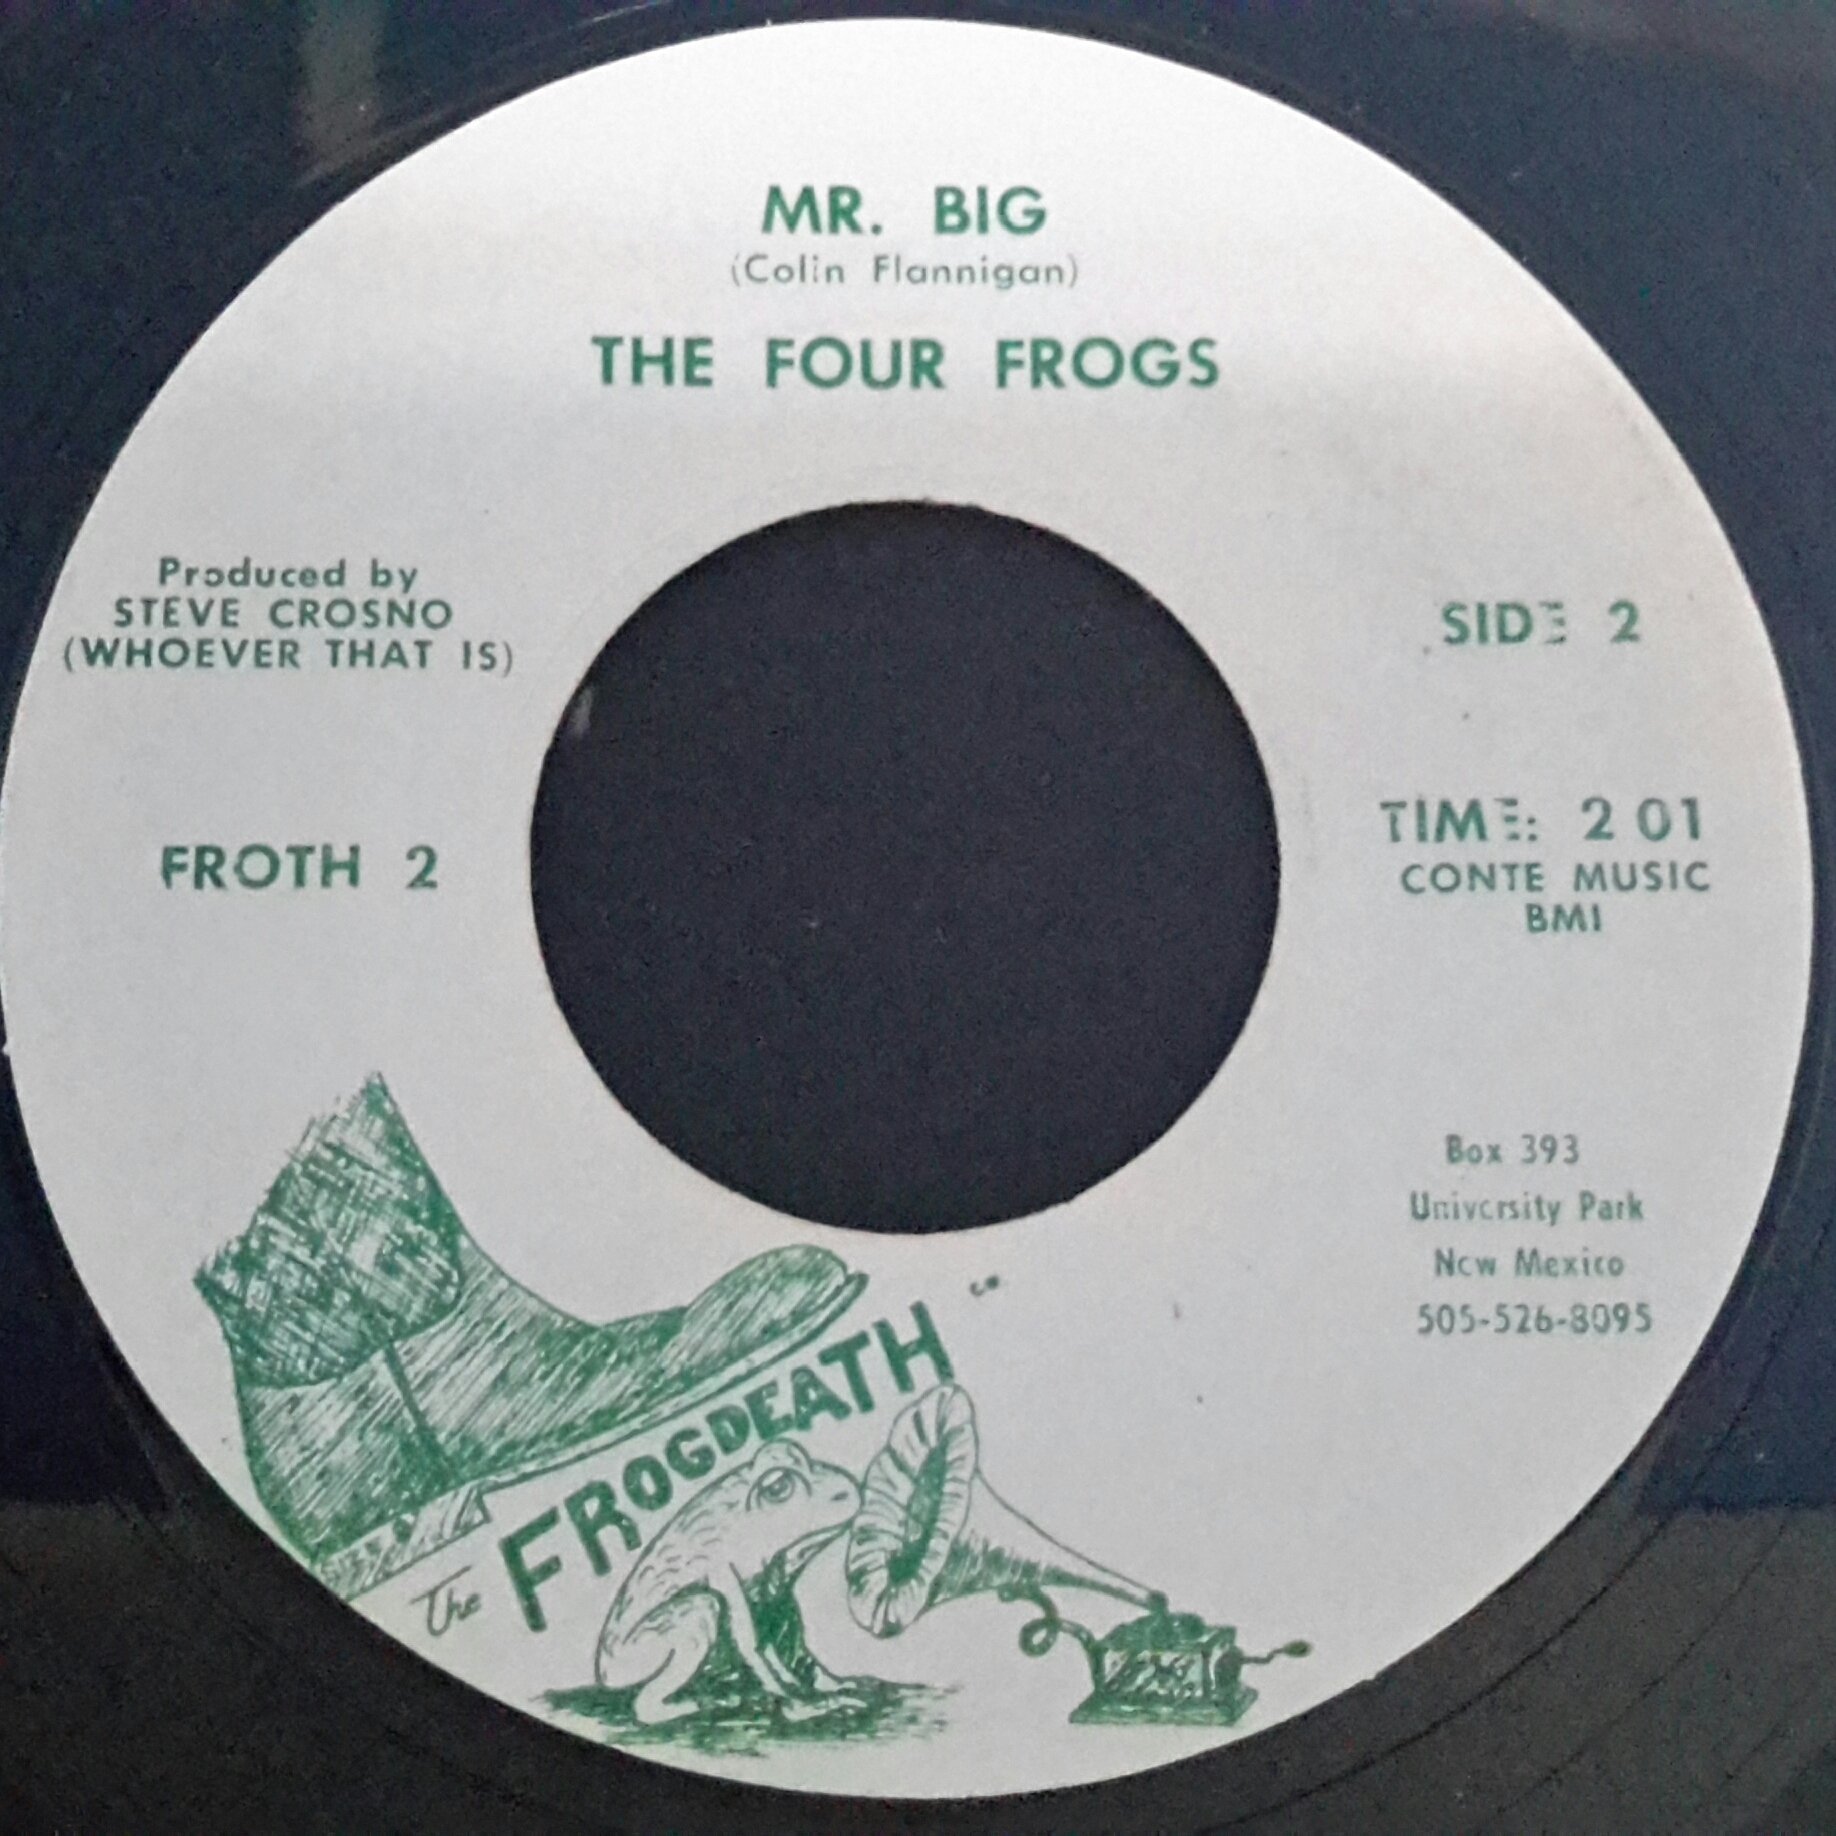 MR. BIG
(Colin Flannigan)
THE FOUR FROGS
Produced by
STEVE CROSNO
(WHOEVER THAT IS)
SIDE 2
FROTH 2
TIME: 2 01
CONTE MUSIC
BMI
Box 393
University Park
New Mexico
505-526-8095
The FROGDEATH